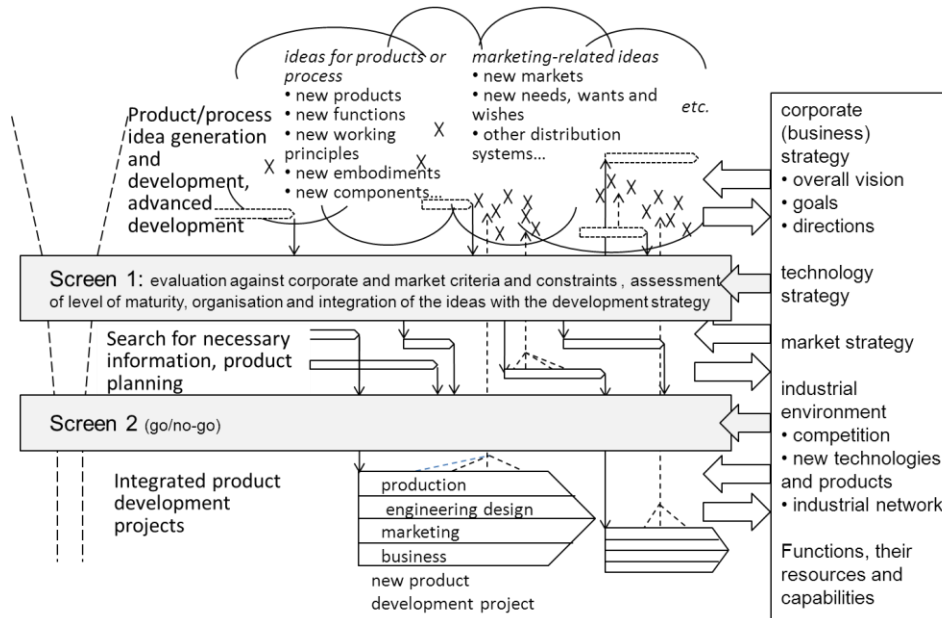 ideas for products or
process
• new products
• new functions
• new working
principles
• new embodiments
• new components...
marketing-related ideas
• new markets
• new needs, wants and
wishes
• other distribution
systems...
etc.
Product/process
idea generation
and
development,
advanced
development
Screen 1: evaluation against corporate and market criteria and constraints , assessment
of level of maturity, organisation and integration of the ideas with the development strategy
Search for necessary
information, product
planning
Screen 2 (go/no-go)
Integrated product
development
projects
production
engineering design
marketing
business
new product
development project
corporate
(business)
strategy
• overall vision
• goals
• directions
technology
strategy
market strategy
industrial
environment
• competition
• new technologies
and products
• industrial network
Functions, their
resources and
capabilities